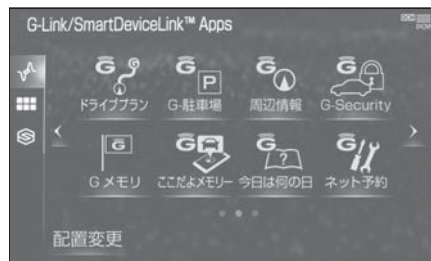 G-Link/SmartDeviceLink™ Apps
DCM
ドライブプラン G-駐車場 周辺情報 G-Security
P
G
Gメモリ ここだよメモリー 今日は何の日 ネット予約
配置変更